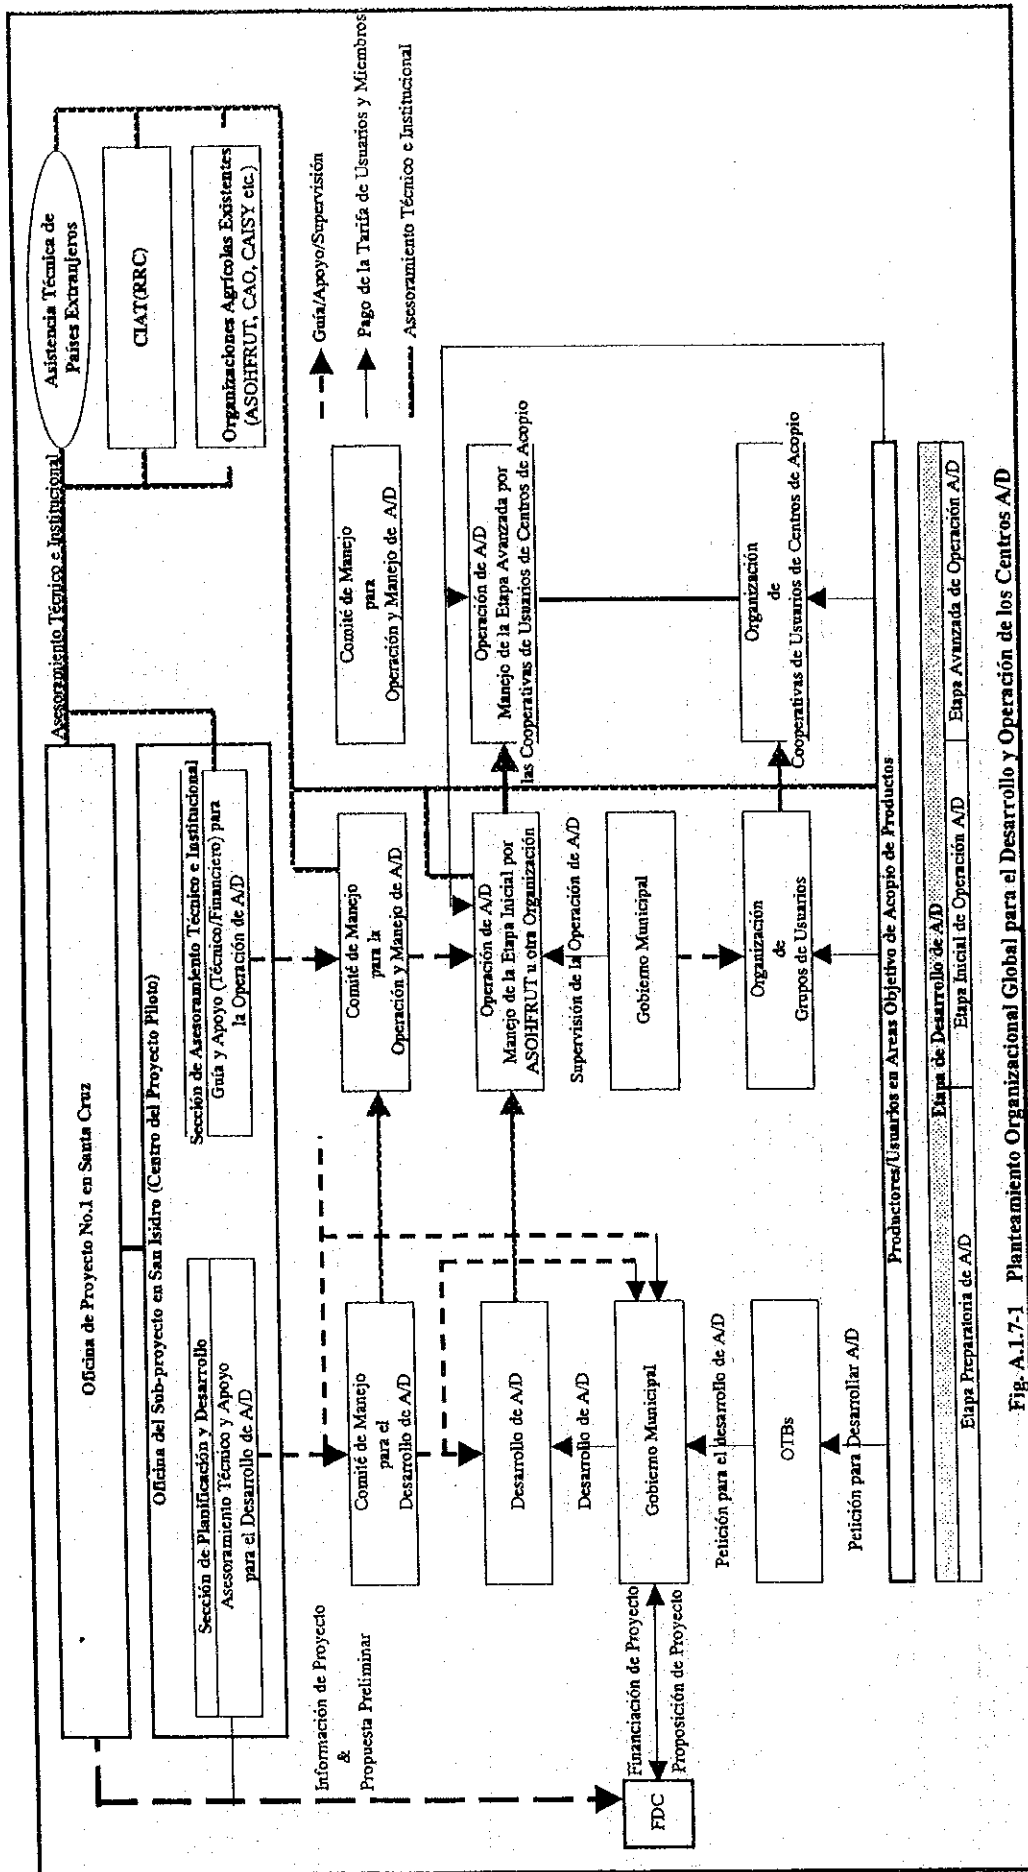 Asistencia Técnica de
Países Extranjeros
Asesoramiento Técnico e Institucional
CIAT(RRC)
Organizaciones Agrícolas Existentes
(ASOHFRUT, CAO, CAISY etc.)
Oficina de Proyecto No.1 en Santa Cruz
Oficina del Sub-proyecto en San Isidro (Centro del Proyecto Piloto)
Sección de Planificación y Desarrollo
Asesoramiento Técnico y Apoyo
para el Desarrollo de A/D
Sección de Asesoramiento Técnico e Institucional
Guía y Apoyo (Técnico/Financiero) para
la Operación de A/D
Guía/Apoyo/Supervisión
Pago de la Tarifa de Usuarios y Miembros
Asesoramiento Técnico e Institucional
Información de Proyecto
&
Propuesta Preliminar
Comité de Manejo
para el
Desarrollo de A/D
Comité de Manejo
para la
Operación y Manejo de A/D
Comité de Manejo
para
Operación y Manejo de A/D
Desarrollo de A/D
Operación de A/D
Manejo de la Etapa Inicial por
ASOHFRUT u otra Organización
Operación de A/D
Manejo de la Etapa Avanzada por
las Cooperativas de Usuarios de Centros de Acopio
Desarrollo de A/D
Supervisión de la Operación de A/D
FDC
Financiación de Proyecto
Proposición de Proyecto
Gobierno Municipal
Gobierno Municipal
Petición para el desarrollo de A/D
OTBs
Organización
de
Grupos de Usuarios
Organización
de
Cooperativas de Usuarios de Centros de Acopio
Petición para Desarrollar A/D
Productores/Usuarios en Areas Objetivo de Acopio de Productos
Etapa de Desarrollo de A/D
Etapa Preparatoria de A/D
Etapa Inicial de Operación A/D
Etapa Avanzada de Operación A/D
Fig. A.1.7-1 Planteamiento Organizacional Global para el Desarrollo y Operación de los Centros A/D